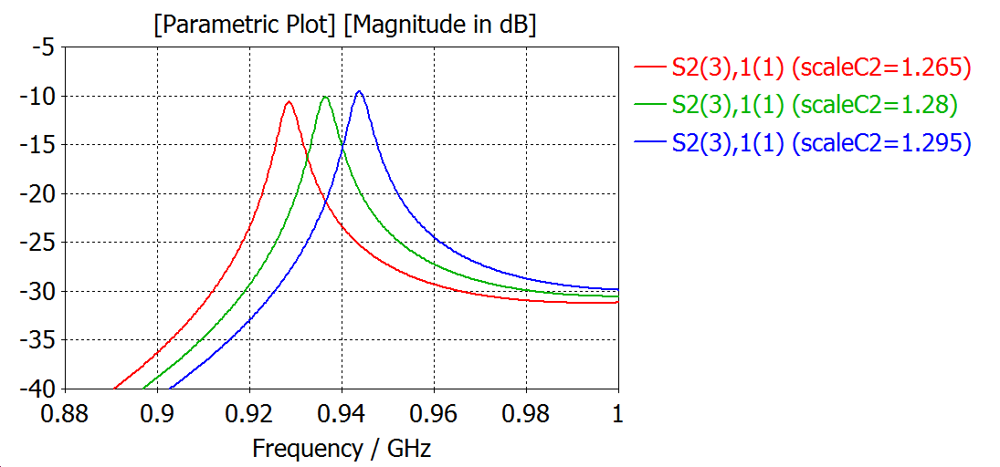 [Parametric Plot] [Magnitude in dB]
-5
-10
-15
-20
-25
-30
-35
-40
0.88 0.9 0.92 0.94 0.96 0.98 1
Frequency / GHz
S2(3),1(1) (scaleC2=1.265)
S2(3),1(1) (scaleC2=1.28)
S2(3),1(1) (scaleC2=1.295)